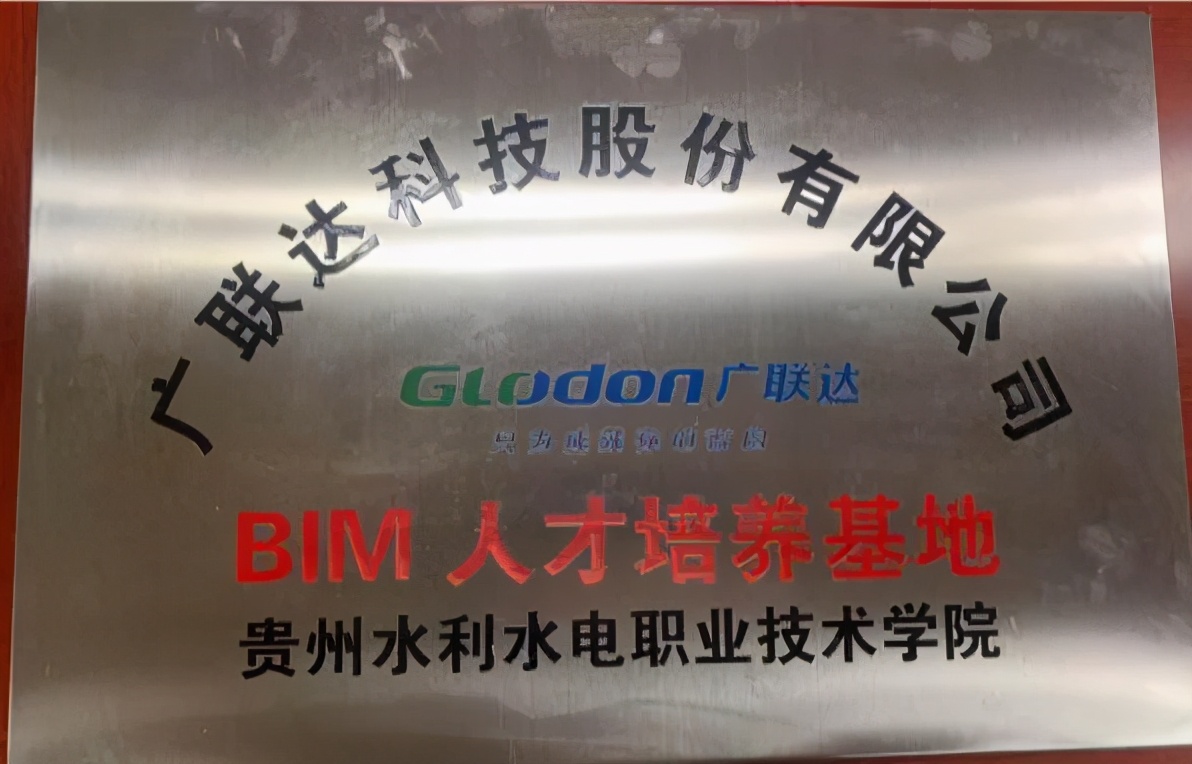 广联达科技股份有限公司
Glodon广联达
BIM 人才培养基地
贵州水利水电职业技术学院